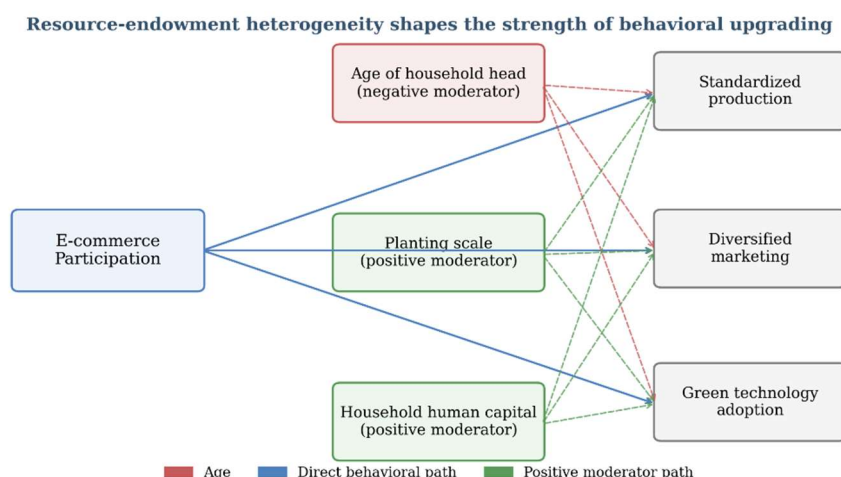 Resource-endowment heterogeneity shapes the strength of behavioral upgrading
Age of household head
(negative moderator)
Standardized
production
E-commerce
Participation
Planting scale
(positive moderator)
Diversified
marketing
Household human capital
(positive moderator)
Green technology
adoption
Age
Direct behavioral path
Positive moderator path